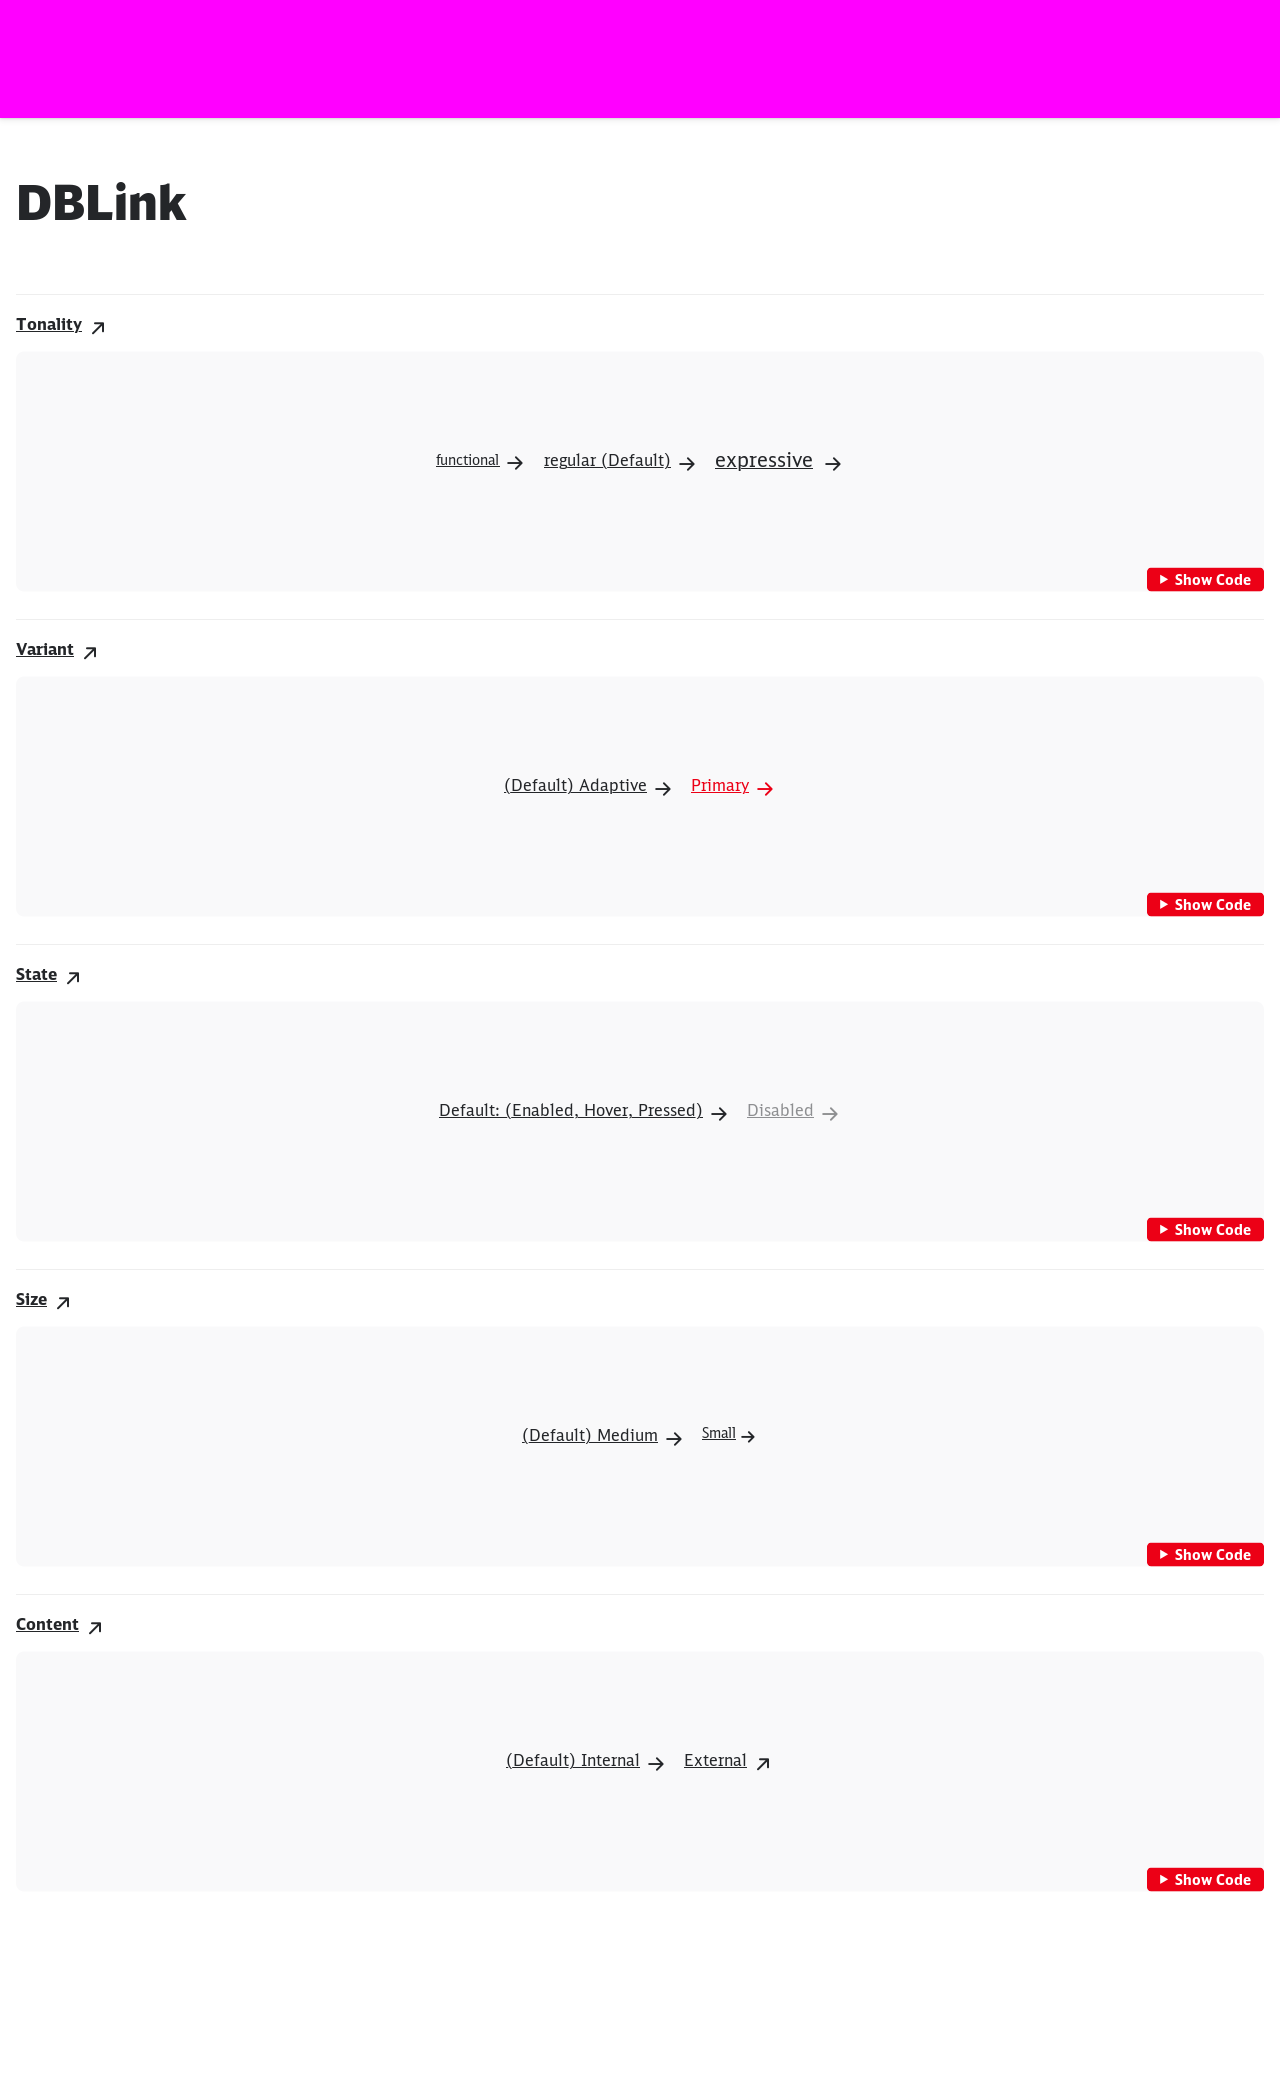 DBLink
Tonality
functional regular (Default) expressive
Show Code
Variant
(Default) Adaptive Primary
Show Code
State
Default: (Enabled, Hover, Pressed) Disabled
Show Code
Size
(Default) Medium Small
Show Code
Content
(Default) Internal External
Show Code